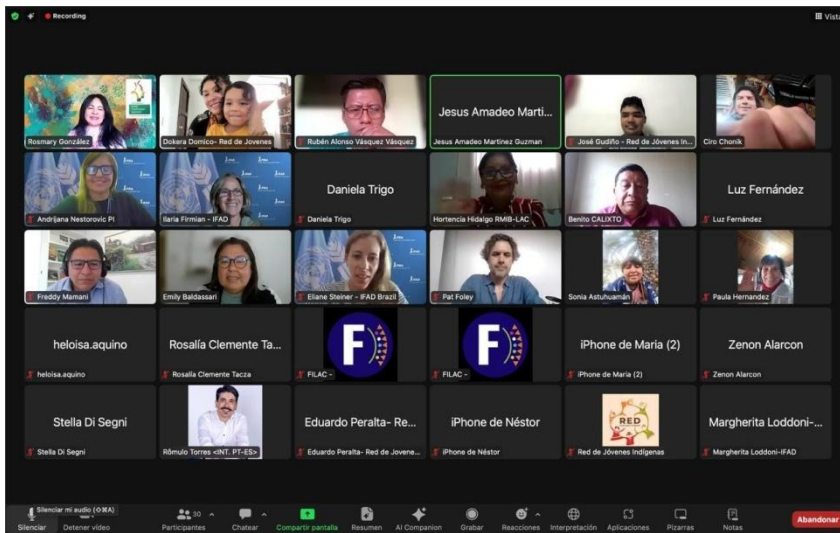 Recording
Vista
Rosmary González
Dokera Domico- Red de Jovenes
Rubén Alonso Vásquez Vásquez
Jesus Amadeo Marti...
Jesus Amadeo Martinez Guzman
José Gudiño - Red de Jóvenes In...
Ciro Chonik
Andrijana Nestorovic PI
Ilaria Firmian - IFAD
Daniela Trigo
Daniela Trigo
Hortencia Hidalgo RMIB-LAC
Benito CALIXTO
Luz Fernández
Luz Fernández
Freddy Mamani
Emily Baldassari
Eliane Steiner - IFAD Brazil
Pat Foley
Sonia Astuhuamán
Paula Hernandez
heloisa.aquino
heloisa.aquino
Rosalía Clemente Ta...
Rosalía Clemente Tacza
F
FILAC -
F
FILAC -
iPhone de Maria (2)
iPhone de Maria (2)
Zenon Alarcon
Zenon Alarcon
Stella Di Segni
Stella Di Segni
Rômulo Torres <INT. PT-ES>
Eduardo Peralta- Re...
Eduardo Peralta- Red de Jovene...
iPhone de Néstor
iPhone de Néstor
RED
Red de Jóvenes Indígenas
Margherita Loddoni-...
Margherita Loddoni-IFAD
Silenciar mi audio (⇧⌘A)
Silenciar
Detener vídeo
30
Participantes
Chatear
Compartir pantalla
Resumen
AI Companion
Grabar
Reacciones
Interpretación
Aplicaciones
Pizarras
Notas
Abandonar